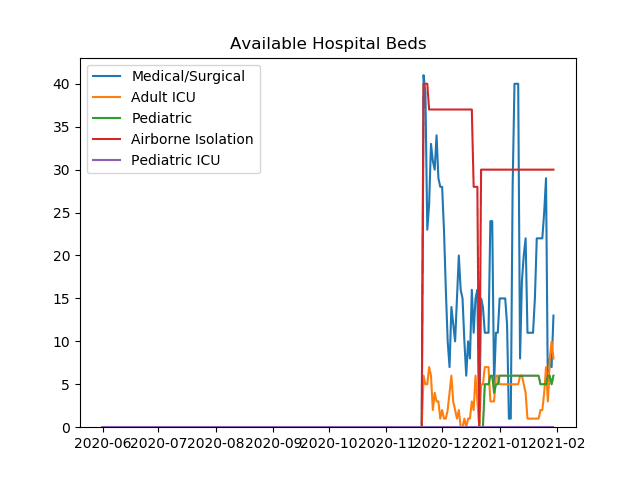 Available Hospital Beds
Medical/Surgical
Adult ICU
Pediatric
Airborne Isolation
Pediatric ICU
40
35
30
25
20
15
10
5
0
2020-06 2020-07 2020-08 2020-09 2020-10 2020-11 2020-12 2021-01 2021-02